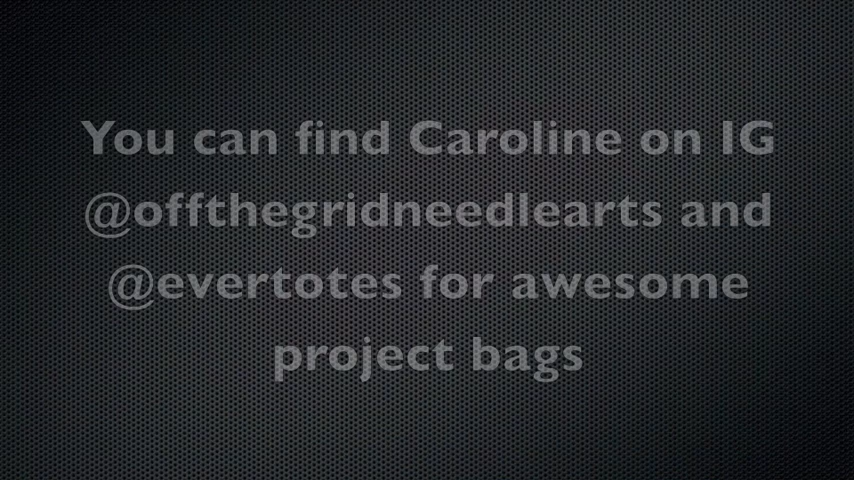 You can find Caroline on IG
@offthegridneedlearts and
@evertotes for awesome
project bags